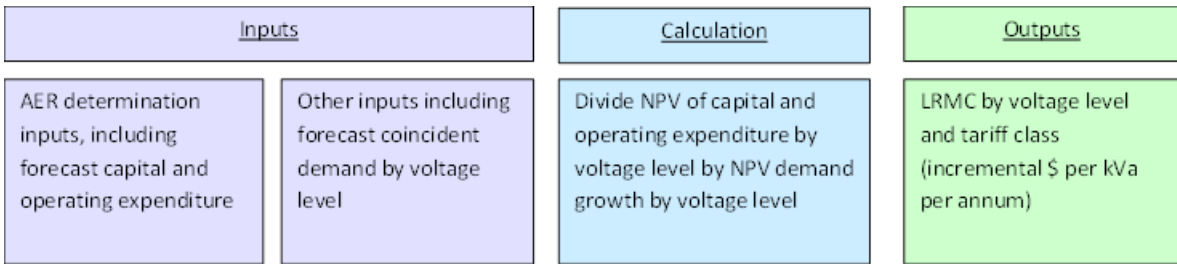 Inputs
Calculation
Outputs
AER determination
inputs, including
forecast capital and
operating expenditure
Other inputs including
forecast coincident
demand by voltage
level
Divide NPV of capital and
operating expenditure by
voltage level by NPV demand
growth by voltage level
LRMC by voltage level
and tariff class
(incremental $ per kVa
per annum)